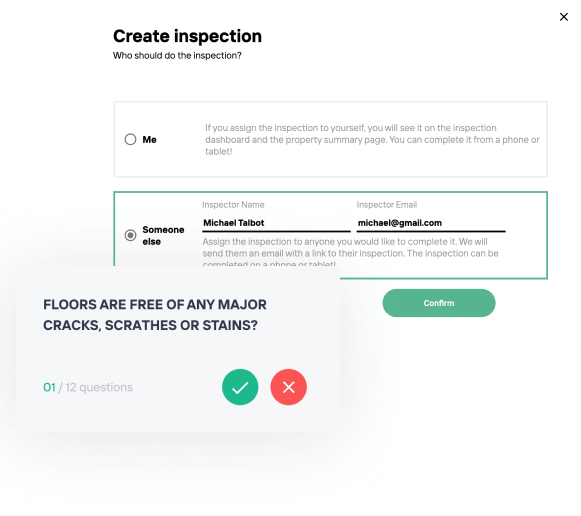 Create inspection
Who should do the inspection?
Me
If you assign the inspection to yourself, you will see it on the inspection
dashboard and the property summary page. You can complete it from a phone or
tablet!
Someone
else
Inspector Name
Inspector Email
Michael Talbot
michael@gmail.com
Assign the inspection to anyone you would like to complete it. We will
send them an email with a link to their inspection. The inspection can be
completed on a phone or tablet!
Confirm
FLOORS ARE FREE OF ANY MAJOR
CRACKS, SCRATHES OR STAINS?
01 / 12 questions